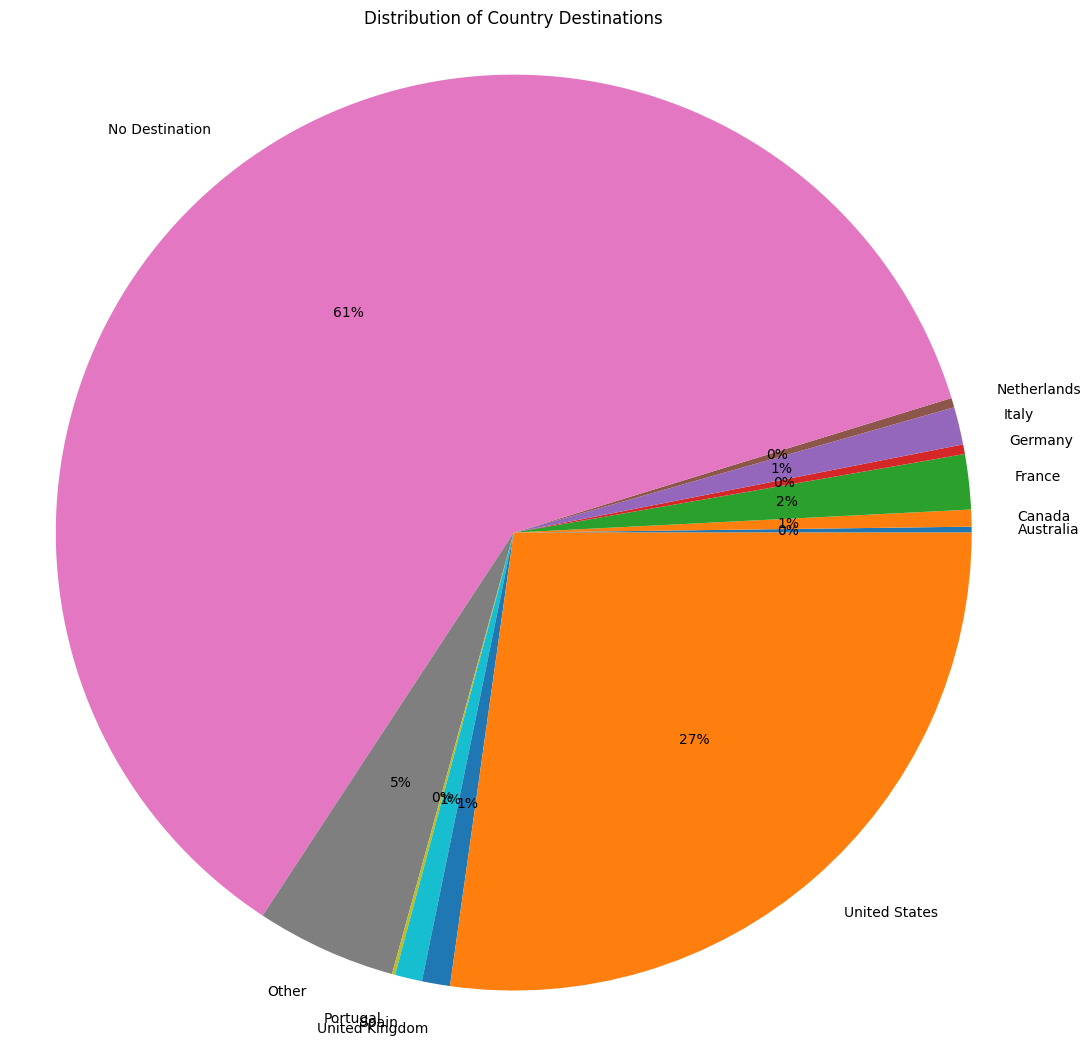 Distribution of Country Destinations
No Destination
61%
Netherlands
0%
Italy
1%
Germany
0%
France
2%
Canada
1%
Australia
0%
27%
United States
5%
0%
1%
1%
Other
Portugal
Spain
United Kingdom